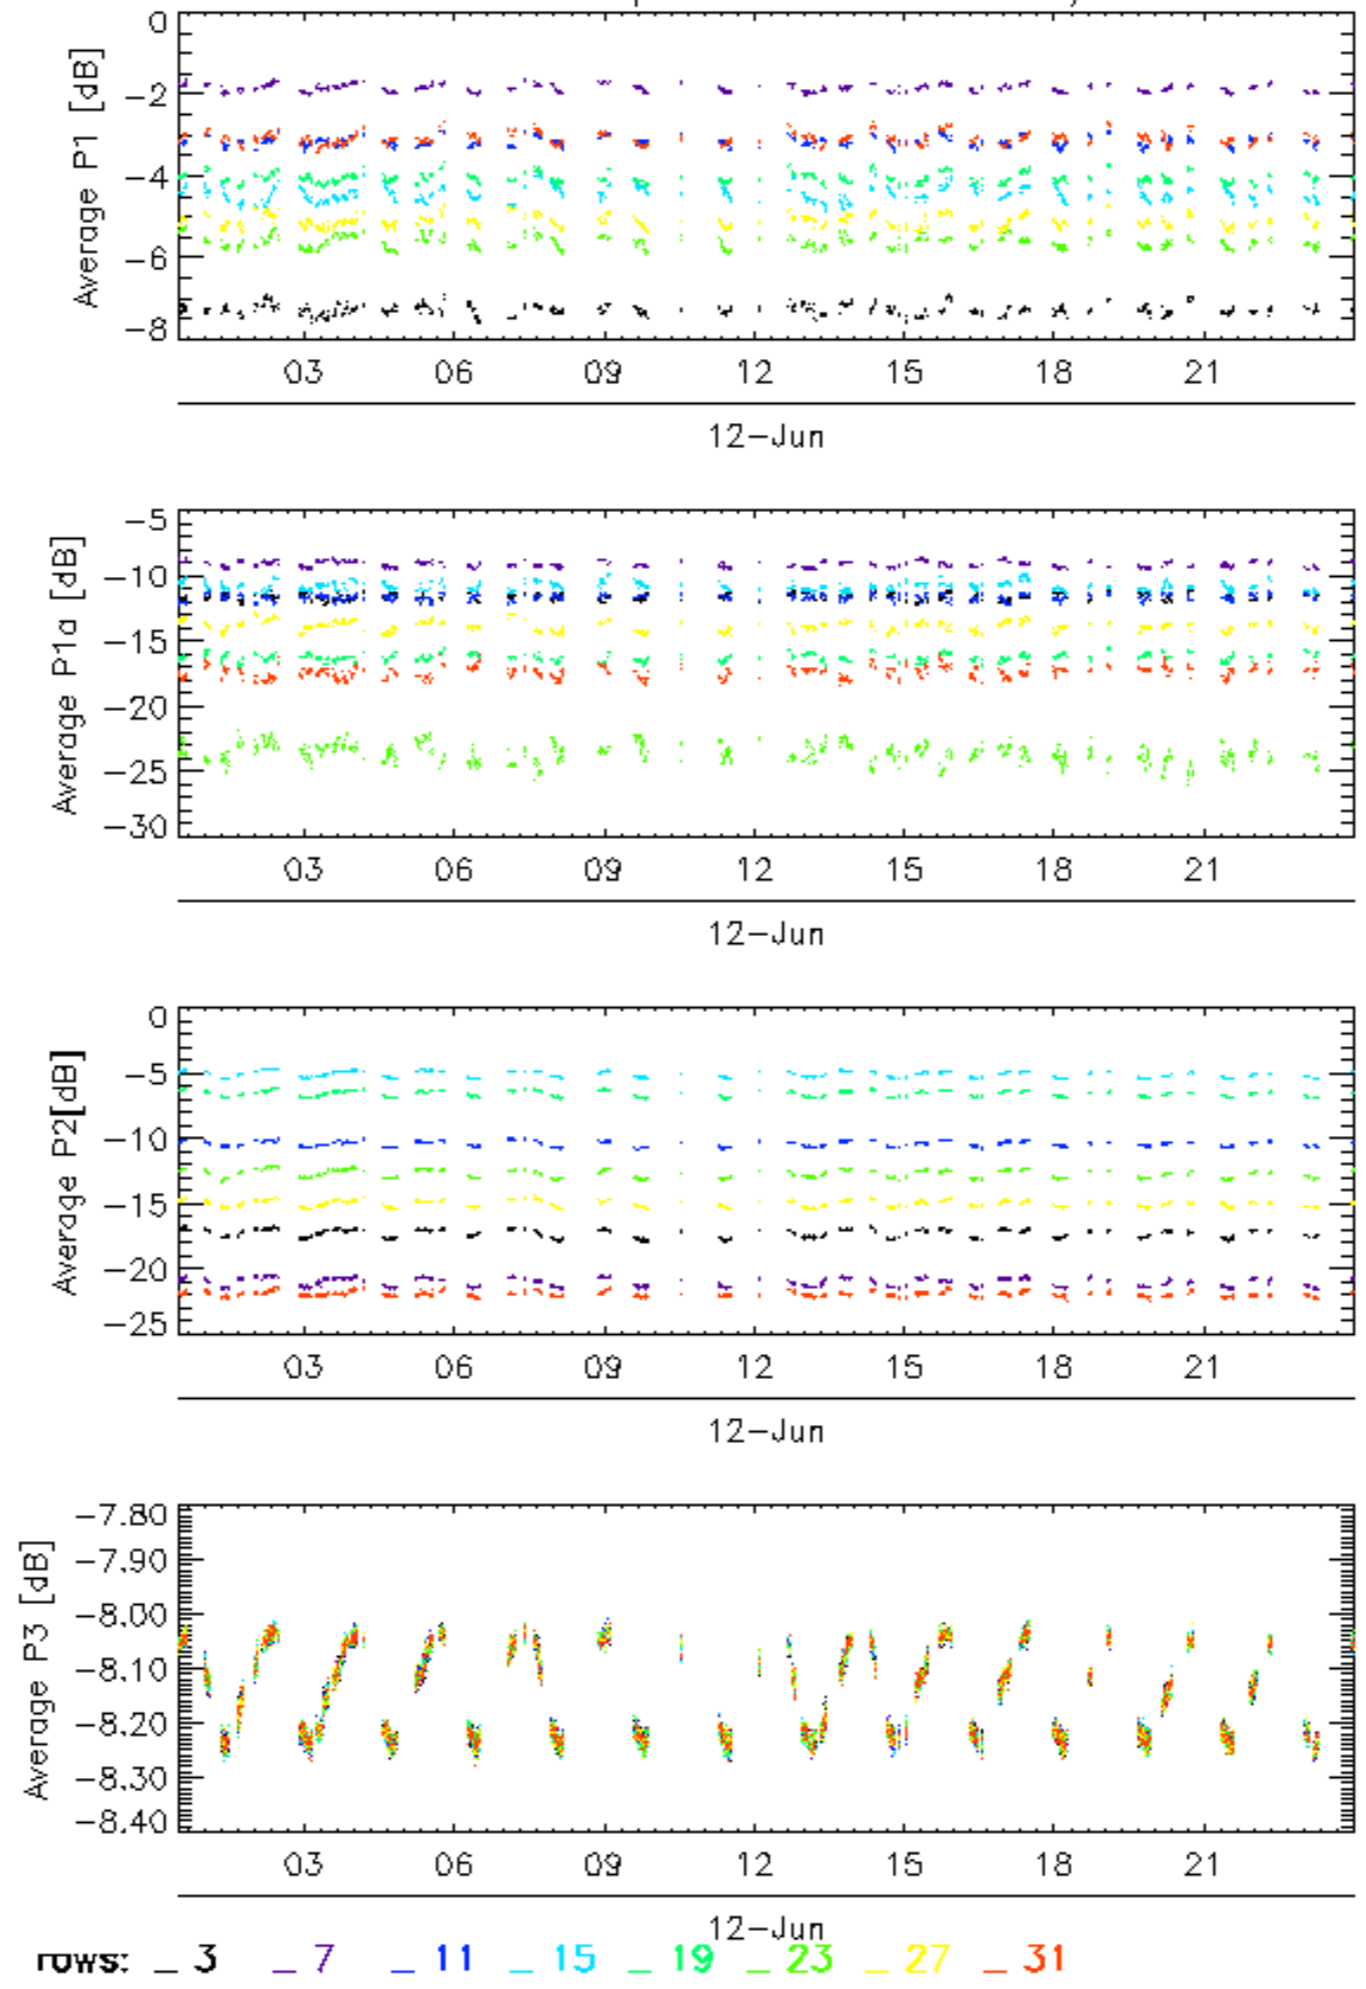 0
−2
−4
−6
−8
Average P1 [dB]
03 06 09 12 15 18 21
12−Jun
−5
−10
−15
−20
−25
−30
Average P1a [dB]
03 06 09 12 15 18 21
12−Jun
0
−5
−10
−15
−20
−25
Average P2[dB]
03 06 09 12 15 18 21
12−Jun
−7.80
−7.90
−8.00
−8.10
−8.20
−8.30
−8.40
Average P3 [dB]
03 06 09 12 15 18 21
12−Jun
rows: _ 3 _ 7 _ 11 _ 15 _ 19 _ 23 _ 27 _ 31